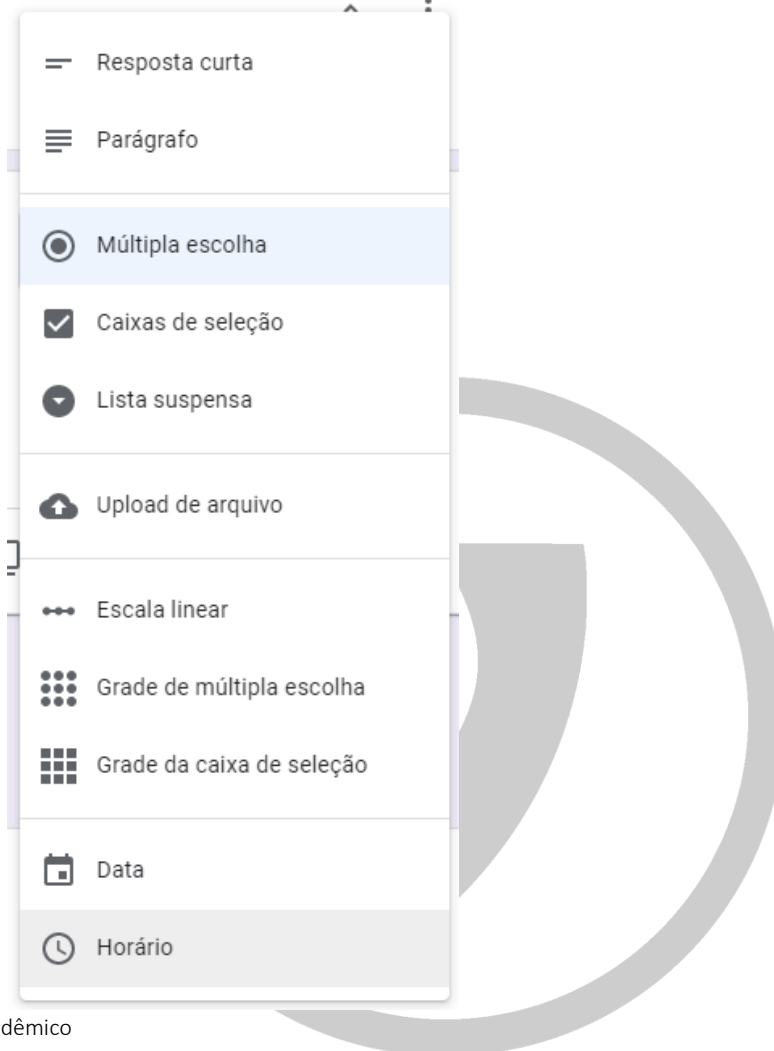 Resposta curta
Parágrafo
Múltipla escolha
Caixas de seleção
Lista suspensa
Upload de arquivo
Escala linear
Grade de múltipla escolha
Grade da caixa de seleção
Data
Horário
dêmico